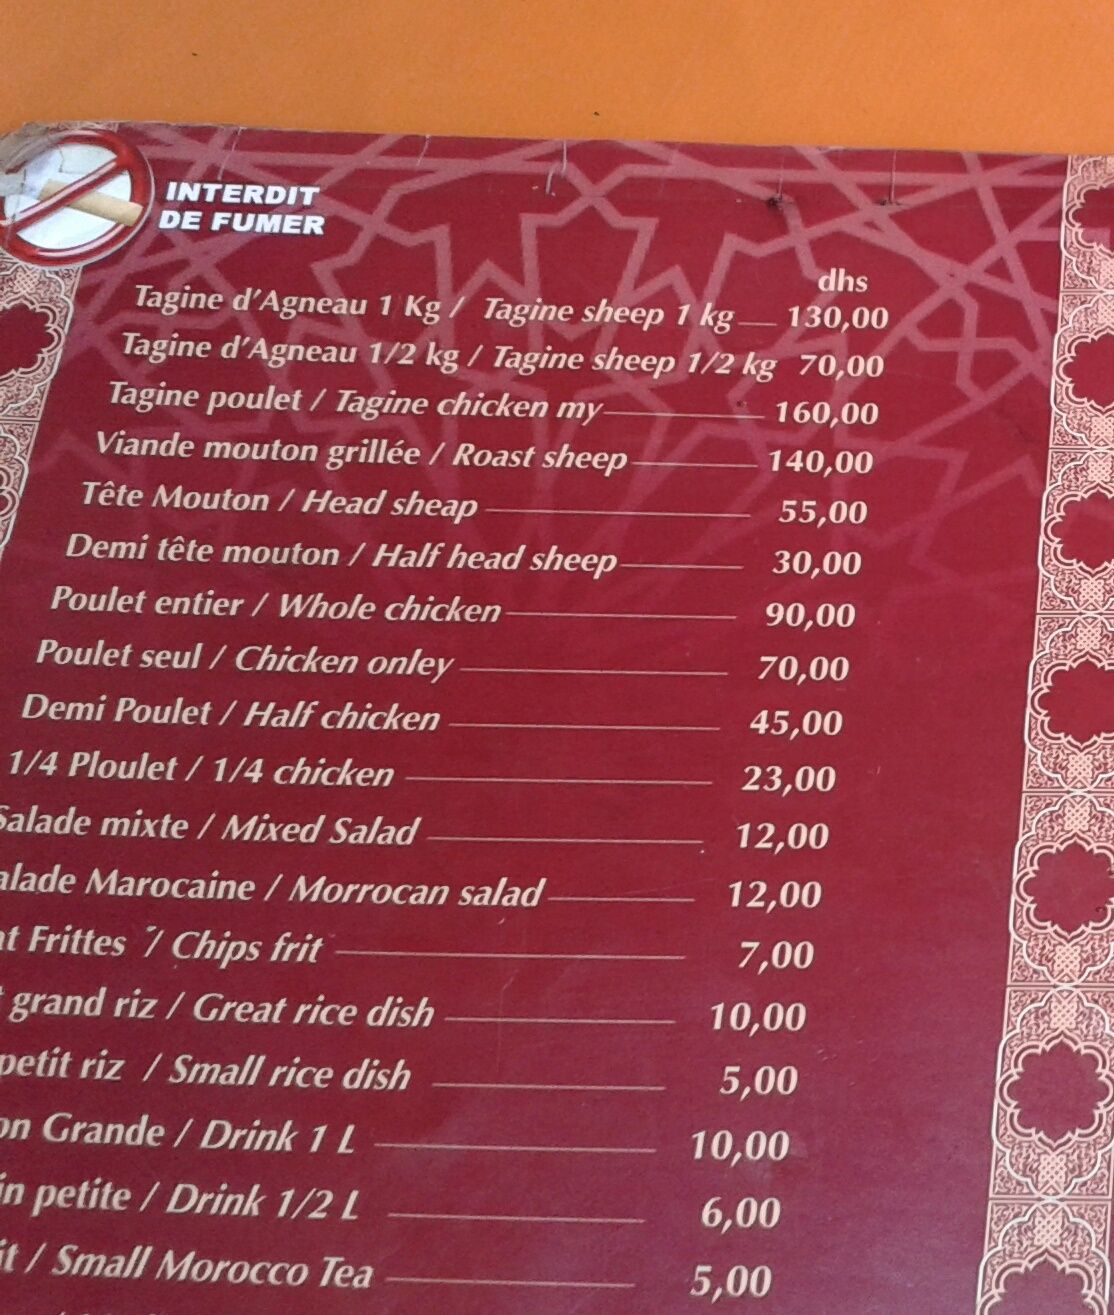 INTERDIT
DE FUMER
dhs
Tagine d'Agneau 1 Kg / Tagine sheep 1 kg 130,00
Tagine d'Agneau 1/2 kg / Tagine sheep 1/2 kg 70,00
Tagine poulet / Tagine chicken my 160,00
Viande mouton grillée / Roast sheep 140,00
Tête Mouton / Head sheap 55,00
Demi tête mouton / Half head sheep 30,00
Poulet entier / Whole chicken 90,00
Poulet seul / Chicken onley 70,00
Demi Poulet / Half chicken 45,00
1/4 Ploulet / 1/4 chicken 23,00
Salade mixte / Mixed Salad 12,00
alade Marocaine / Morrocan salad 12,00
at Frittes / Chips frit 7,00
grand riz / Great rice dish 10,00
petit riz / Small rice dish 5,00
on Grande / Drink 1 L 10,00
in petite / Drink 1/2 L 6,00
it / Small Morocco Tea 5,00